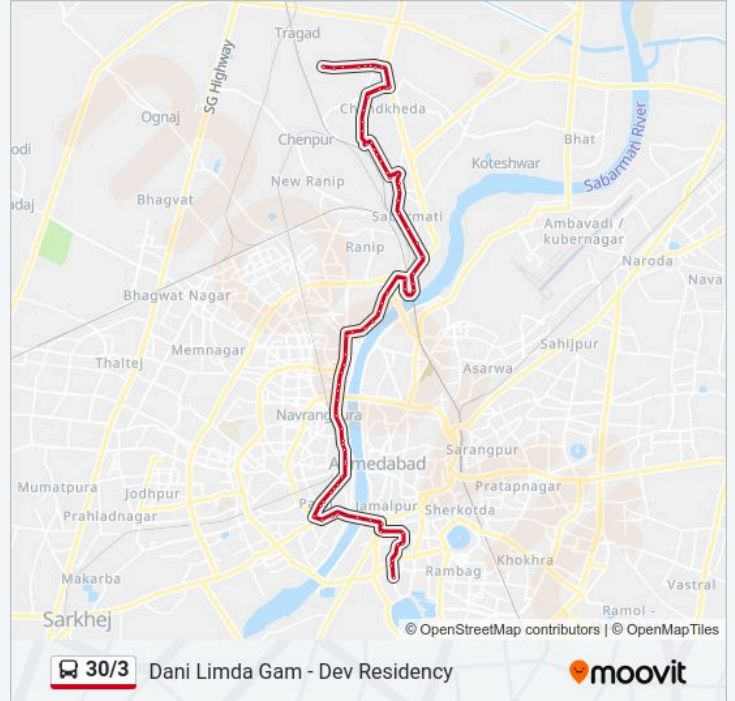 Tragad
SG Highway
Ognaj
Chandkheda
Chenpur
Bhat
Koteshwar
Sabarmati River
odi
New Ranip
adaj
Bhagvat
Sabarmati
Ambavadi /
kubernagar
Ranip
Naroda
Nava
Bhagwat Nagar
Sahijpur
Memnagar
Thaltej
Asarwa
Navrangpura
Sarangpur
Ahmedabad
Mumatpura
Jodhpur
Pratapnagar
Prahladnagar
Pa
Jamalpur
Sherkotda
Khokhra
Makarba
Rambag
Vastral
Sarkhej
Ramol -
© OpenStreetMap contributors | © OpenMapTiles
30/3 Dani Limda Gam - Dev Residency
moovit